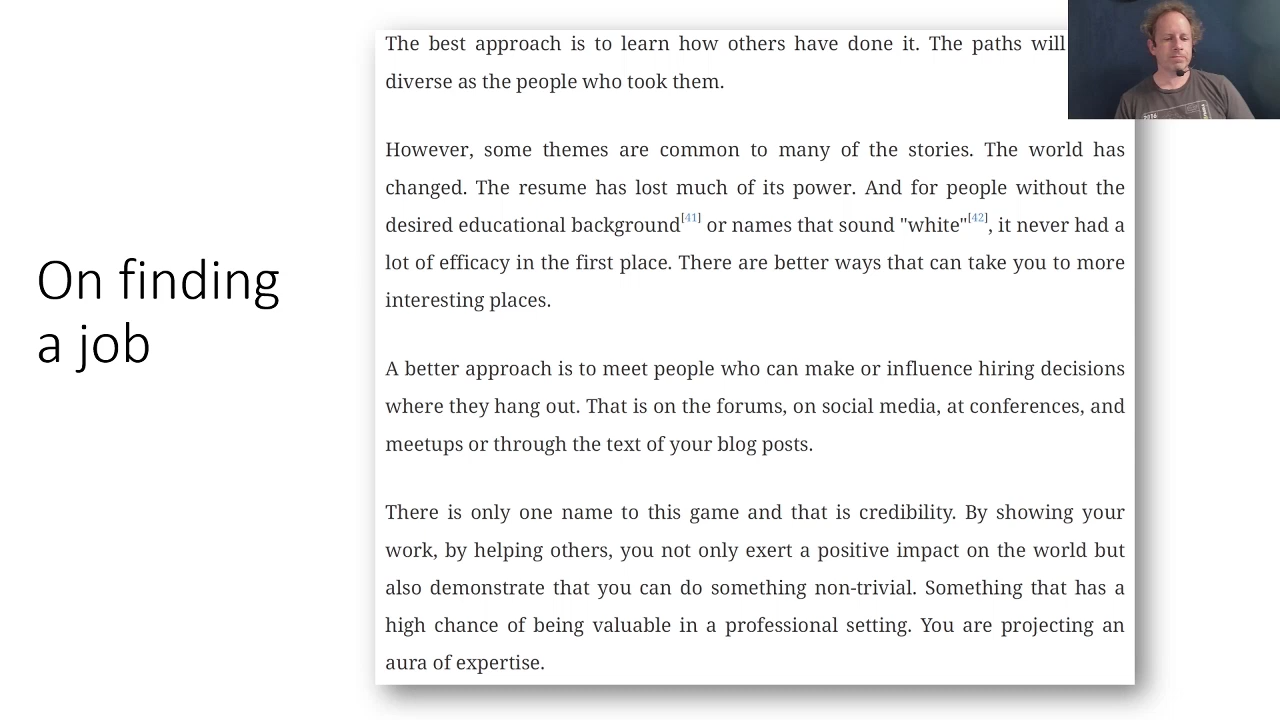 On finding
a job
The best approach is to learn how others have done it. The paths will
diverse as the people who took them.
However, some themes are common to many of the stories. The world has
changed. The resume has lost much of its power. And for people without the
desired educational background[41] or names that sound "white"[42], it never had a
lot of efficacy in the first place. There are better ways that can take you to more
interesting places.
A better approach is to meet people who can make or influence hiring decisions
where they hang out. That is on the forums, on social media, at conferences, and
meetups or through the text of your blog posts.
There is only one name to this game and that is credibility. By showing your
work, by helping others, you not only exert a positive impact on the world but
also demonstrate that you can do something non-trivial. Something that has a
high chance of being valuable in a professional setting. You are projecting an
aura of expertise.
2016